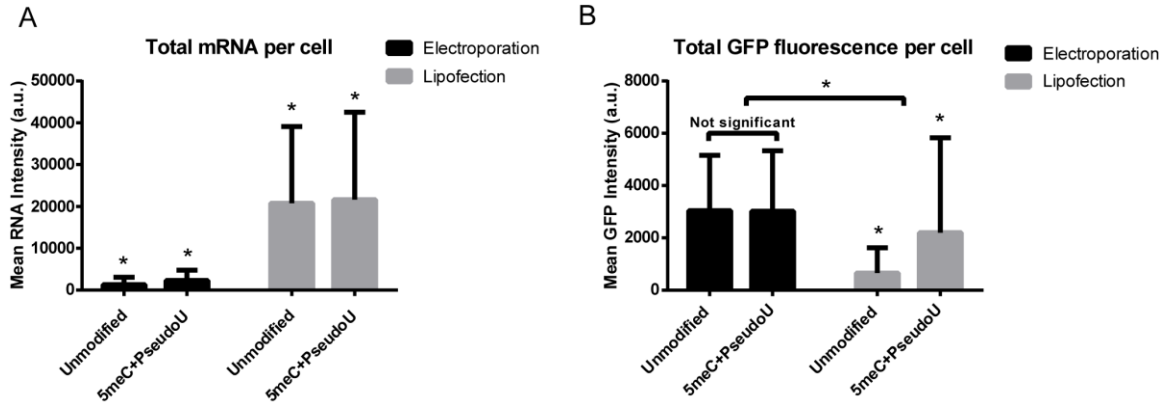 A
Total mRNA per cell
Electroporation
Lipofection
Mean RNA Intensity (a.u.)
50000
40000
30000
20000
10000
0
*
*
*
*
Unmodified
5meC+PseudoU
Unmodified
5meC+PseudoU
B
Total GFP fluorescence per cell
Electroporation
Lipofection
Mean GFP Intensity (a.u.)
8000
6000
4000
2000
0
*
Not significant
*
*
Unmodified
5meC+PseudoU
Unmodified
5meC+PseudoU